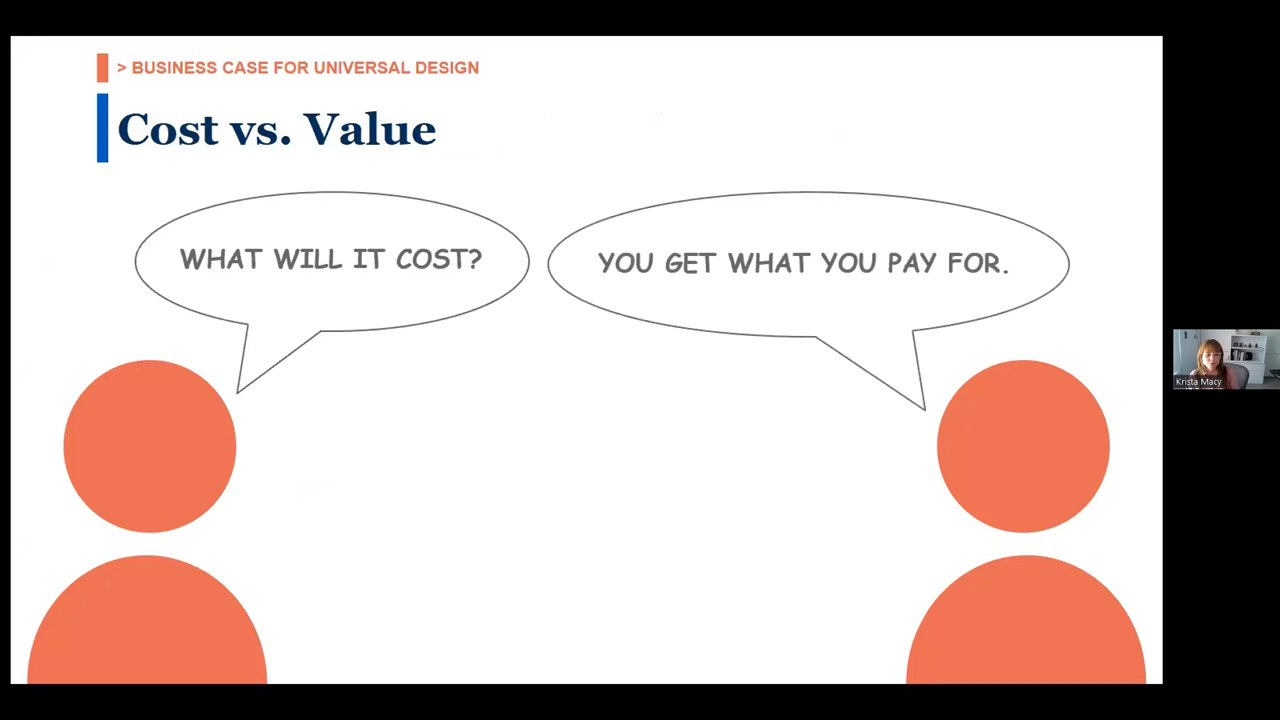 > BUSINESS CASE FOR UNIVERSAL DESIGN
Cost vs. Value
WHAT WILL IT COST?
YOU GET WHAT YOU PAY FOR.
Krista Macy